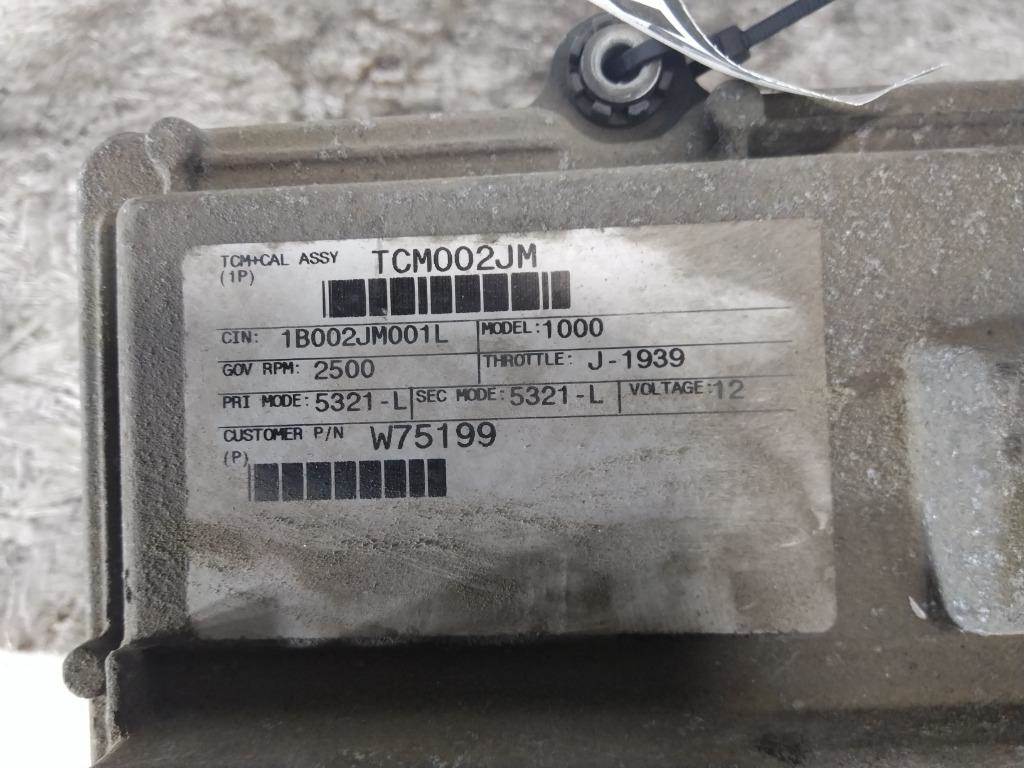 TCM+CAL ASSY TCM002JM
(1P)
CIN: 1B002JM001L MODEL: 1000
GOV RPM: 2500 THROTTLE: J-1939
PRI MODE: 5321-L SEC MODE: 5321-L VOLTAGE: 12
CUSTOMER P/N W75199
(P)